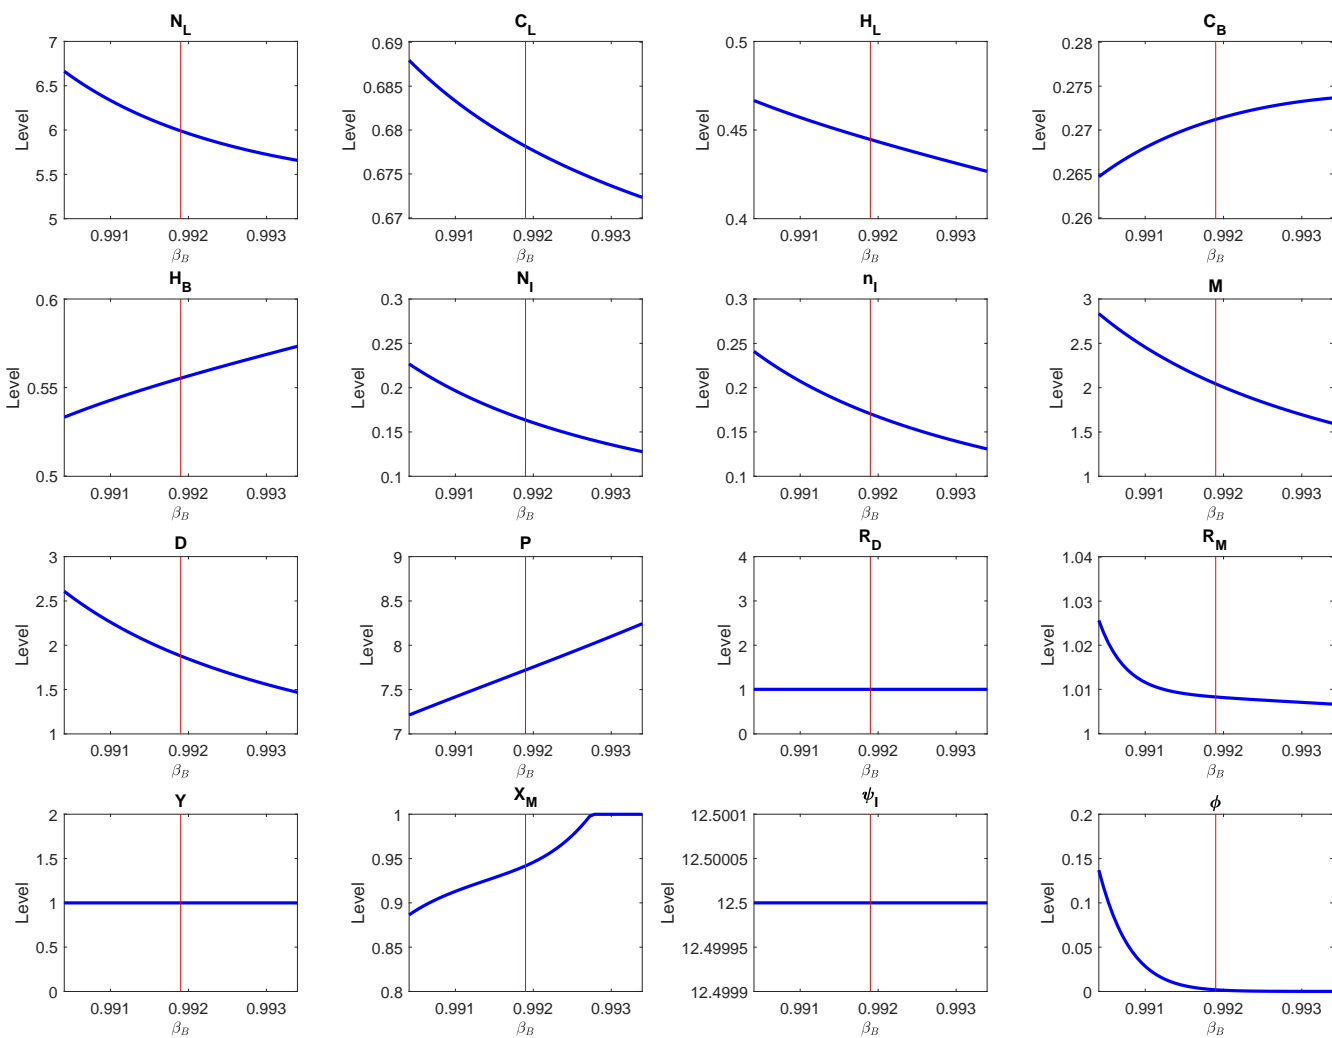 N_L
C_L
H_L
C_B
7
6.5
6
5.5
5
Level
0.991 0.992 0.993
β_B
0.69
0.685
0.68
0.675
0.67
Level
0.991 0.992 0.993
β_B
0.5
0.45
0.4
Level
0.991 0.992 0.993
β_B
0.28
0.275
0.27
0.265
0.26
Level
0.991 0.992 0.993
β_B
H_B
N_I
n_I
M
0.6
0.55
0.5
Level
0.991 0.992 0.993
β_B
0.3
0.25
0.2
0.15
0.1
Level
0.991 0.992 0.993
β_B
0.3
0.25
0.2
0.15
0.1
Level
0.991 0.992 0.993
β_B
3
2.5
2
1.5
1
Level
0.991 0.992 0.993
β_B
D
P
R_D
R_M
3
2.5
2
1.5
1
Level
0.991 0.992 0.993
β_B
9
8.5
8
7.5
7
Level
0.991 0.992 0.993
β_B
4
3
2
1
0
Level
0.991 0.992 0.993
β_B
1.04
1.03
1.02
1.01
1
Level
0.991 0.992 0.993
β_B
Y
X_M
ψ_I
ϕ
2
1.5
1
0.5
0
Level
0.991 0.992 0.993
β_B
1
0.95
0.9
0.85
0.8
Level
0.991 0.992 0.993
β_B
12.5001
12.50005
12.5
12.49995
12.4999
Level
0.991 0.992 0.993
β_B
0.2
0.15
0.1
0.05
0
Level
0.991 0.992 0.993
β_B